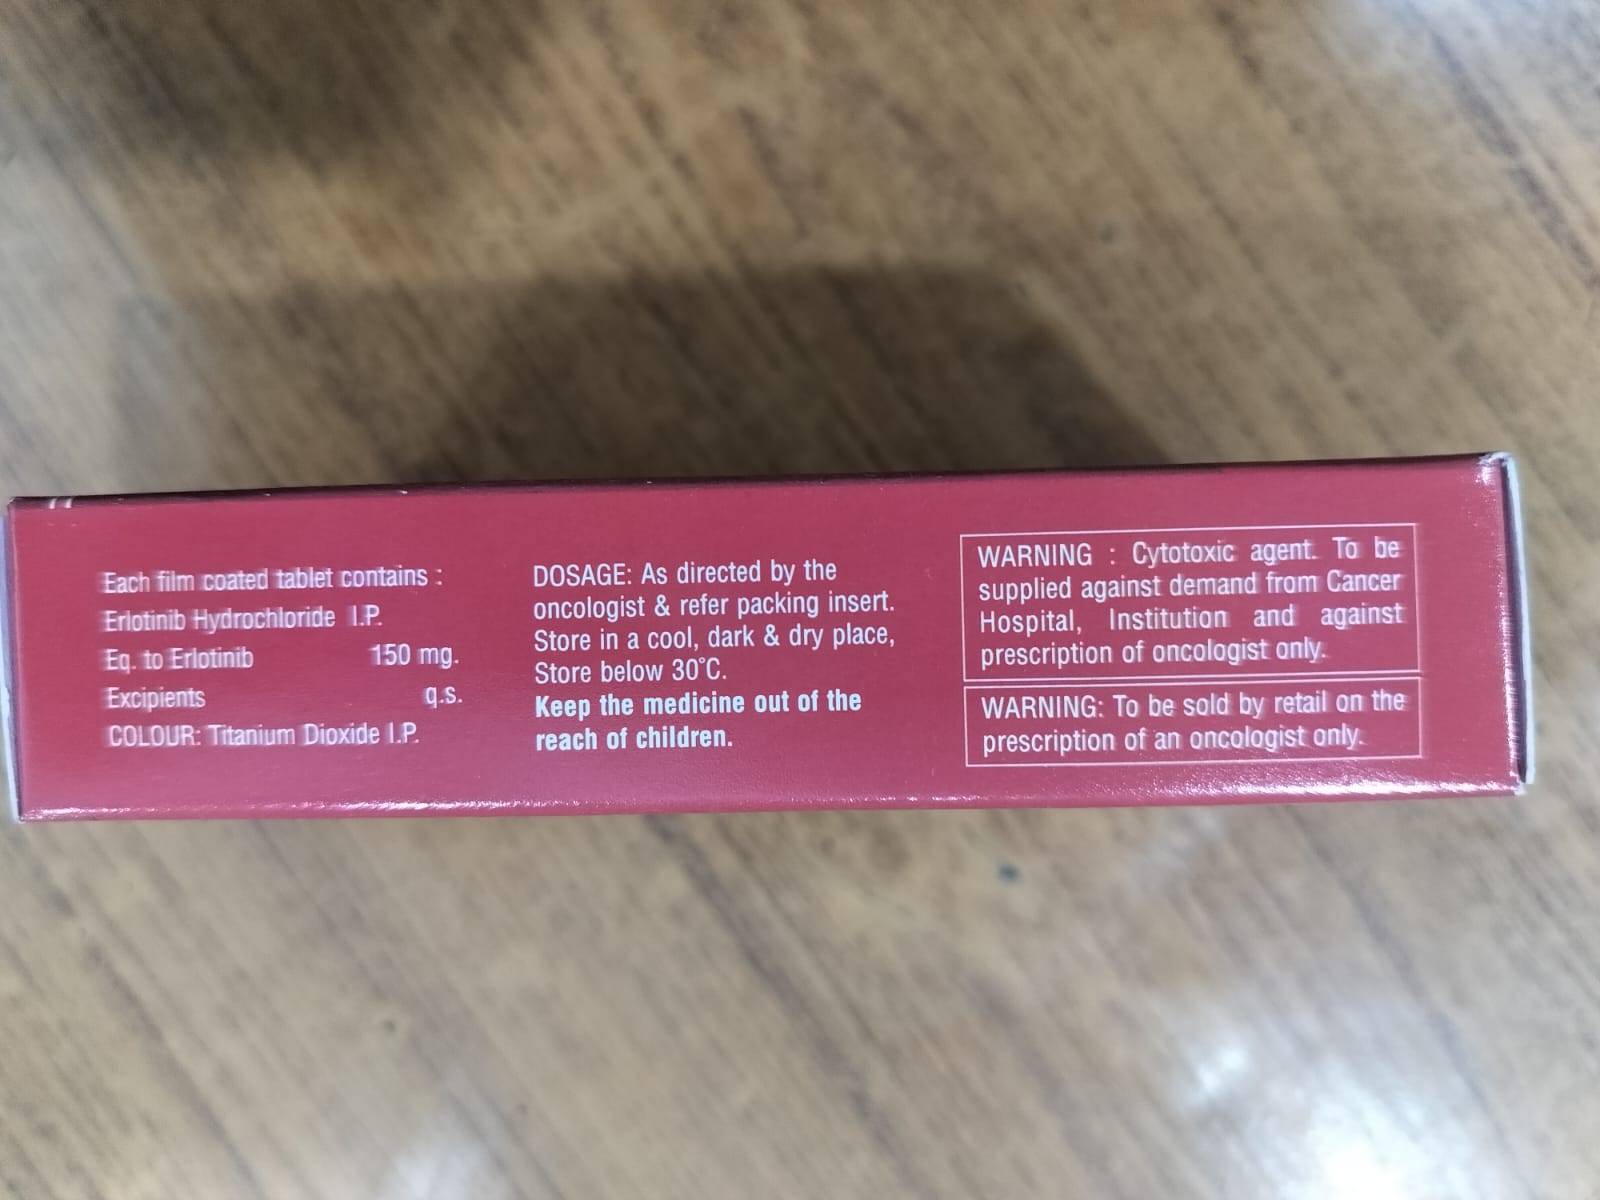 Each film coated tablet contains :
Erlotinib Hydrochloride I.P.
Eq. to Erlotinib 150 mg.
Excipients q.s.
COLOUR: Titanium Dioxide I.P.
DOSAGE: As directed by the
oncologist & refer packing insert.
Store in a cool, dark & dry place,
Store below 30°C.
Keep the medicine out of the
reach of children.
WARNING : Cytotoxic agent. To be
supplied against demand from Cancer
Hospital, Institution and against
prescription of oncologist only.
WARNING: To be sold by retail on the
prescription of an oncologist only.